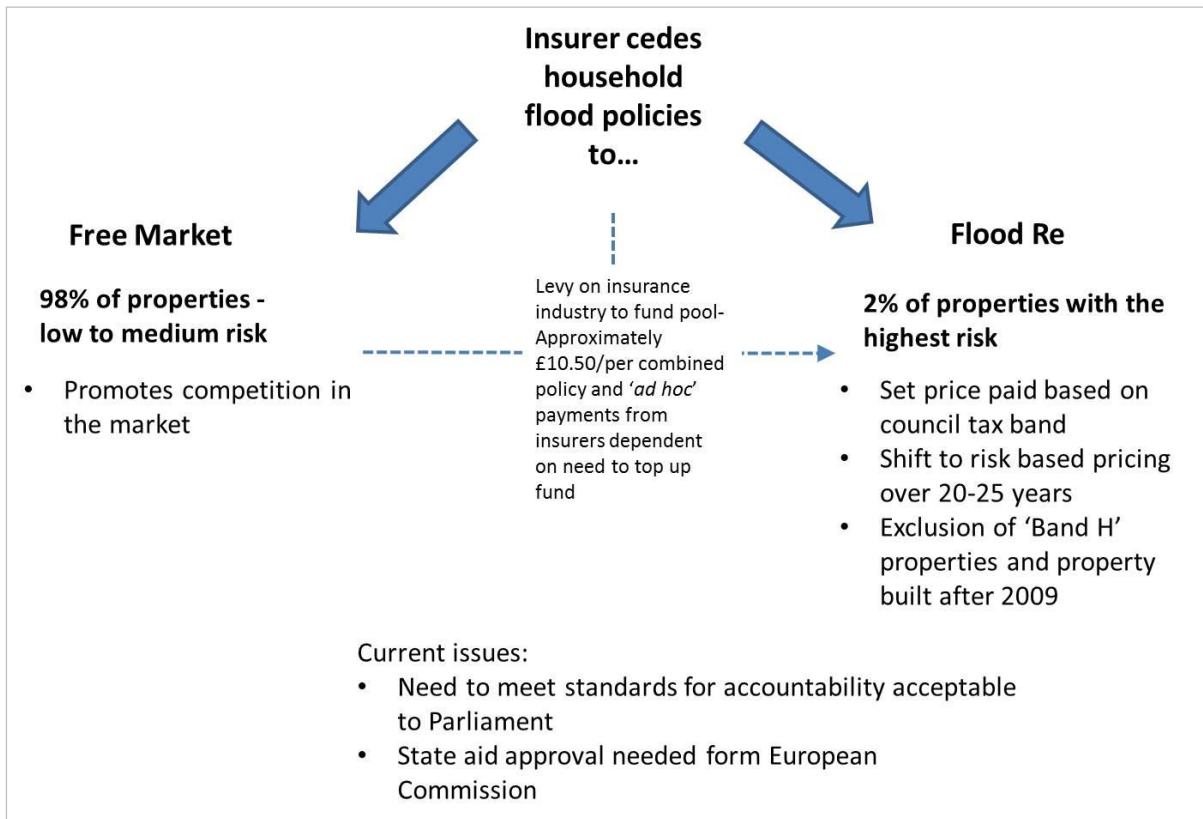 Insurer cedes
household
flood policies
to...
Free Market
98% of properties -
low to medium risk
• Promotes competition in
the market
Levy on insurance
industry to fund pool-
Approximately
£10.50/per combined
policy and ‘ad hoc’
payments from
insurers dependent
on need to top up
fund
Flood Re
2% of properties with the
highest risk
• Set price paid based on
council tax band
• Shift to risk based pricing
over 20-25 years
• Exclusion of ‘Band H’
properties and property
built after 2009
Current issues:
• Need to meet standards for accountability acceptable
to Parliament
• State aid approval needed form European
Commission